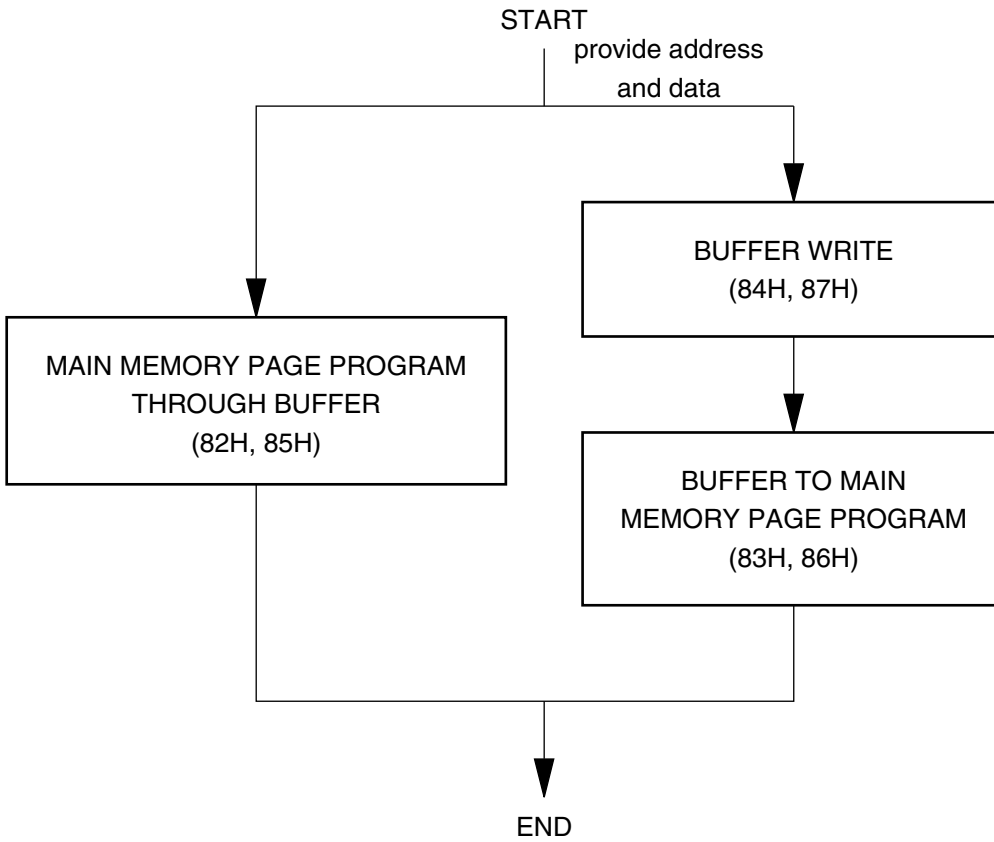 START
provide address
and data
BUFFER WRITE
(84H, 87H)
MAIN MEMORY PAGE PROGRAM
THROUGH BUFFER
(82H, 85H)
BUFFER TO MAIN
MEMORY PAGE PROGRAM
(83H, 86H)
END